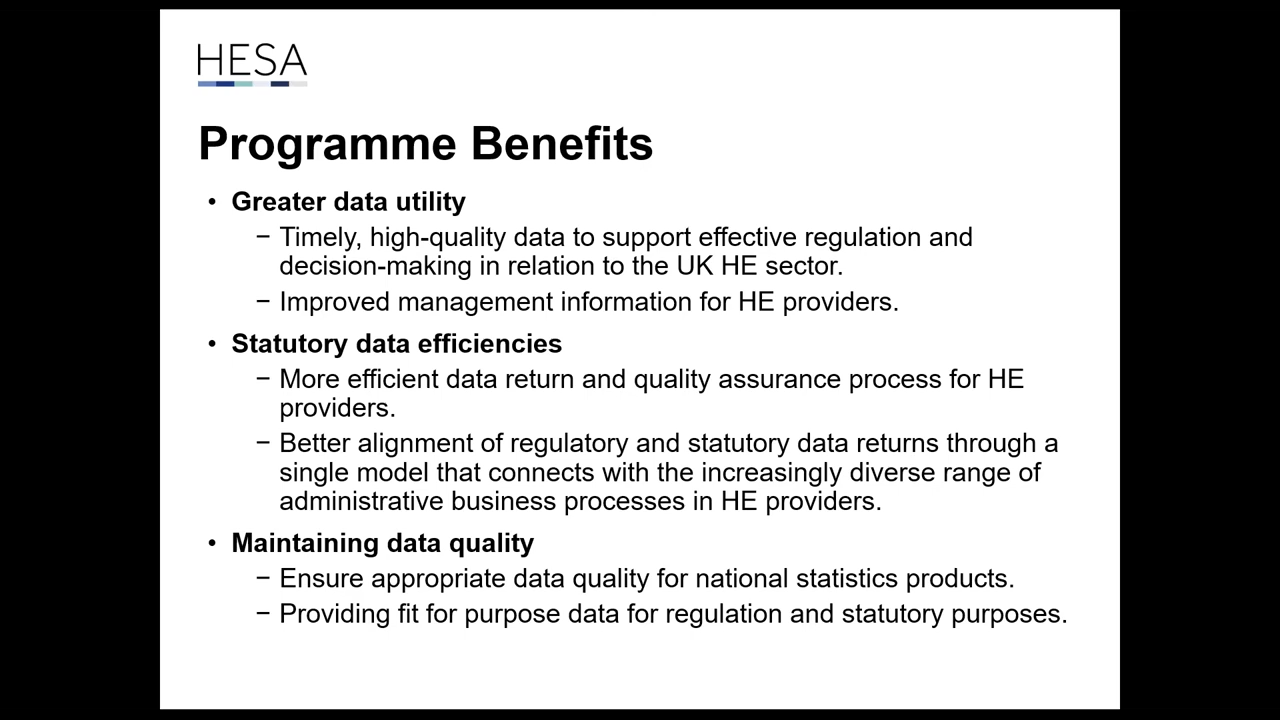 HESA
Programme Benefits
• Greater data utility
− Timely, high-quality data to support effective regulation and
decision-making in relation to the UK HE sector.
− Improved management information for HE providers.
• Statutory data efficiencies
− More efficient data return and quality assurance process for HE
providers.
− Better alignment of regulatory and statutory data returns through a
single model that connects with the increasingly diverse range of
administrative business processes in HE providers.
• Maintaining data quality
− Ensure appropriate data quality for national statistics products.
− Providing fit for purpose data for regulation and statutory purposes.